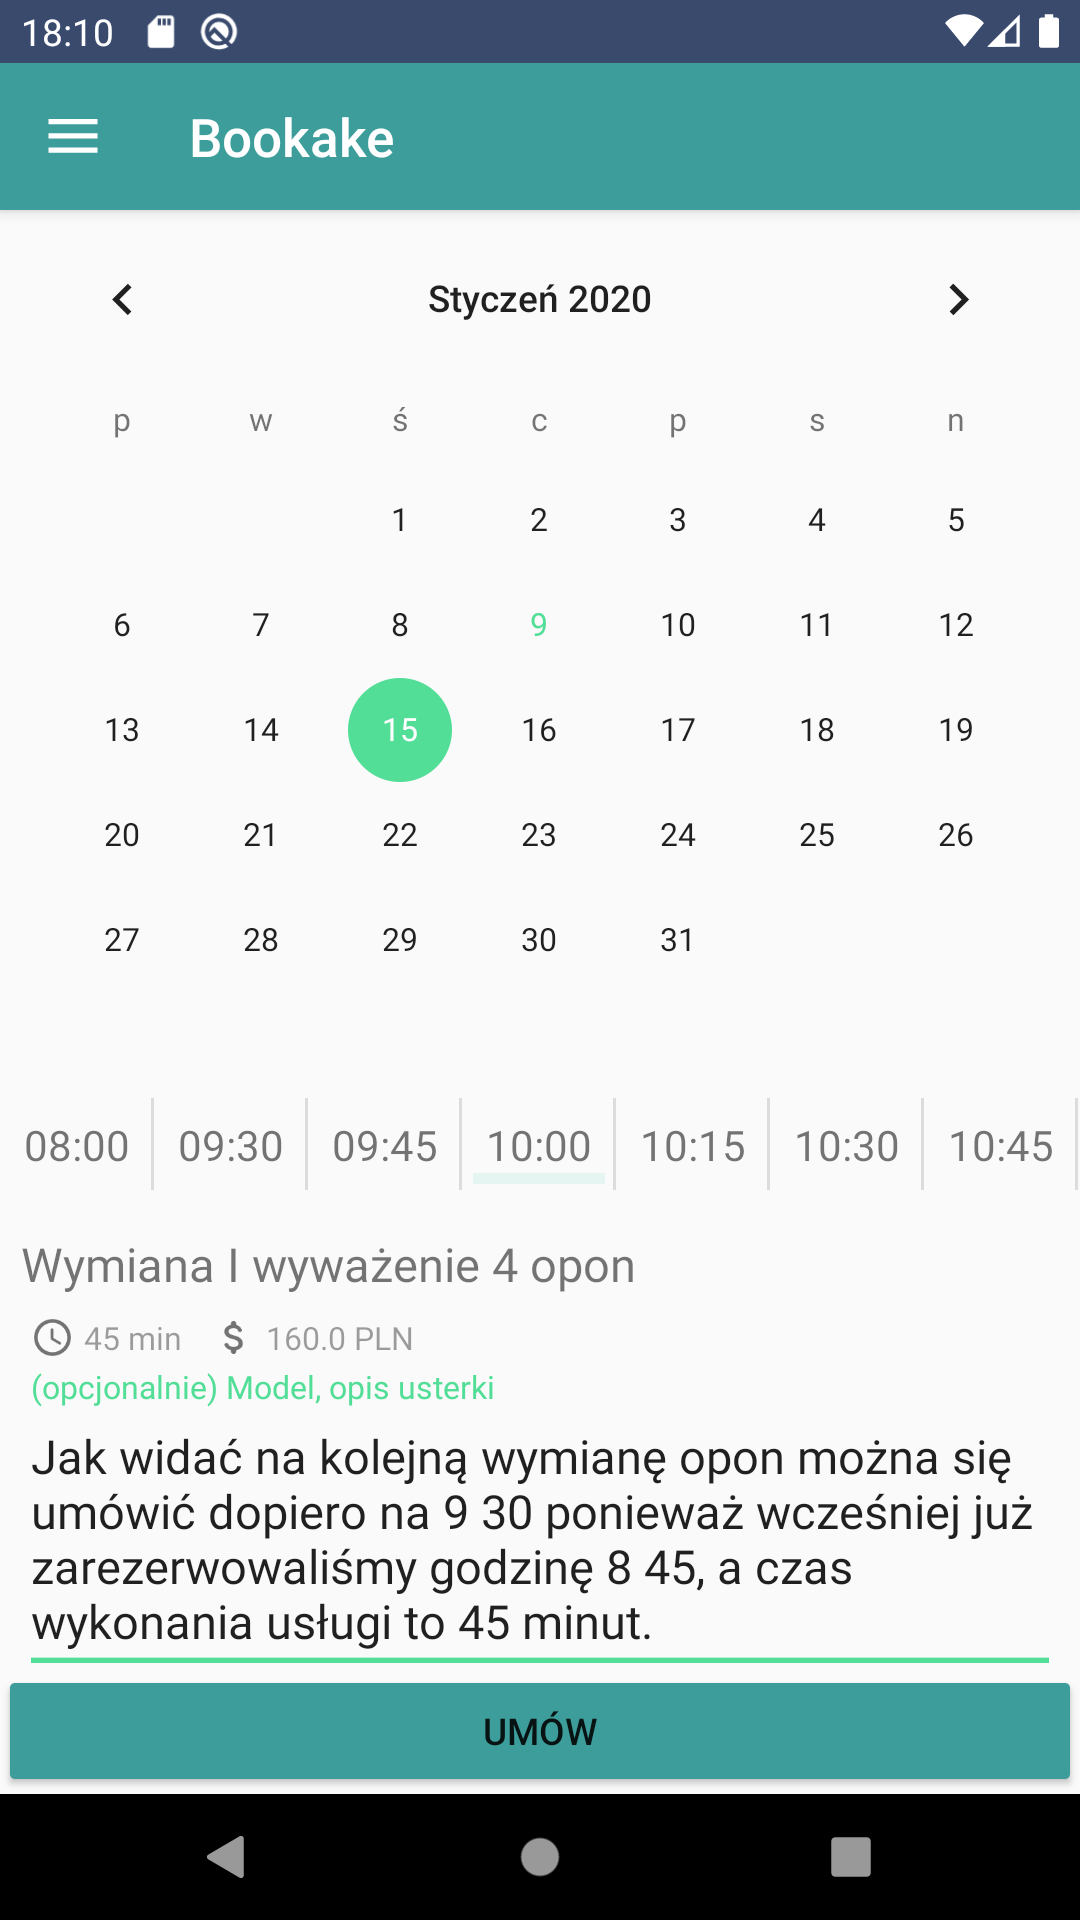 18:10
Bookake
Styczeń 2020
p w ś c p s n
1 2 3 4 5
6 7 8 9 10 11 12
13 14 15 16 17 18 19
20 21 22 23 24 25 26
27 28 29 30 31
08:00 09:30 09:45 10:00 10:15 10:30 10:45
Wymiana I wyważenie 4 opon
45 min $ 160.0 PLN
(opcjonalnie) Model, opis usterki
Jak widać na kolejną wymianę opon można się
umówić dopiero na 9 30 ponieważ wcześniej już
zarezerwowaliśmy godzinę 8 45, a czas
wykonania usługi to 45 minut.
UMÓW